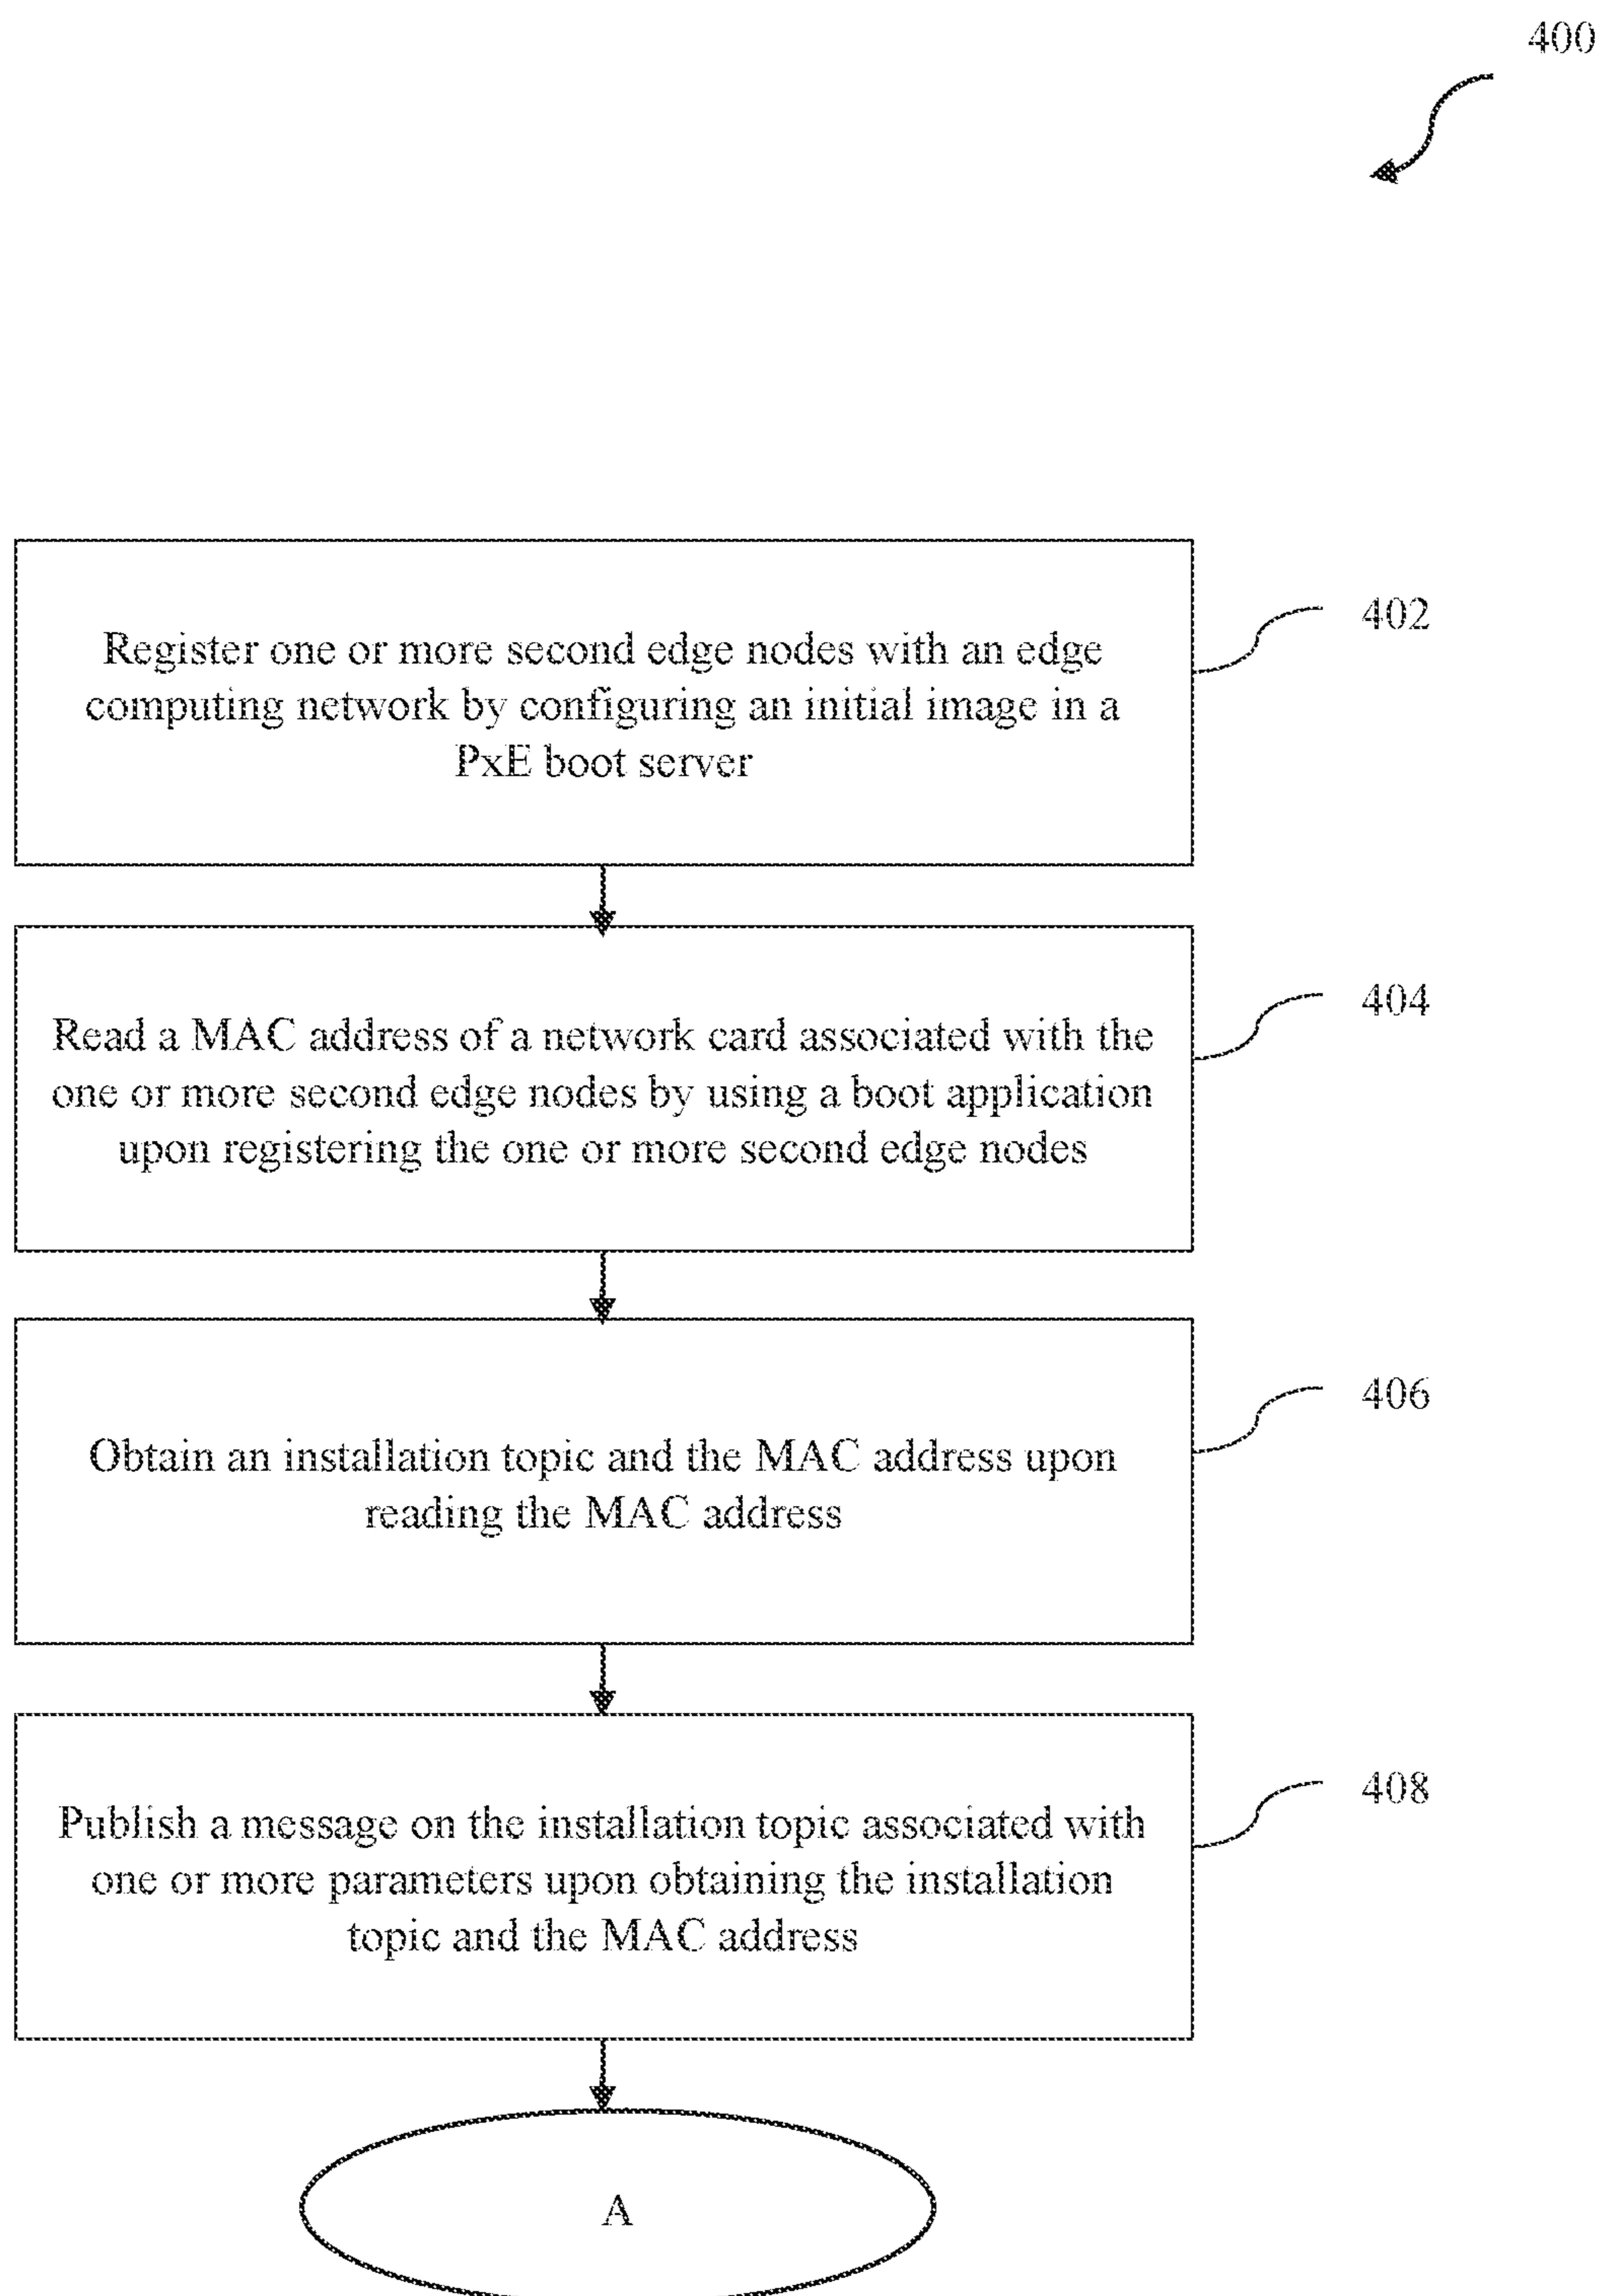 400
Register one or more second edge nodes with an edge
computing network by configuring an initial image in a
PxE boot server
402
Read a MAC address of a network card associated with the
one or more second edge nodes by using a boot application
upon registering the one or more second edge nodes
404
Obtain an installation topic and the MAC address upon
reading the MAC address
406
Publish a message on the installation topic associated with
one or more parameters upon obtaining the installation
topic and the MAC address
408
A